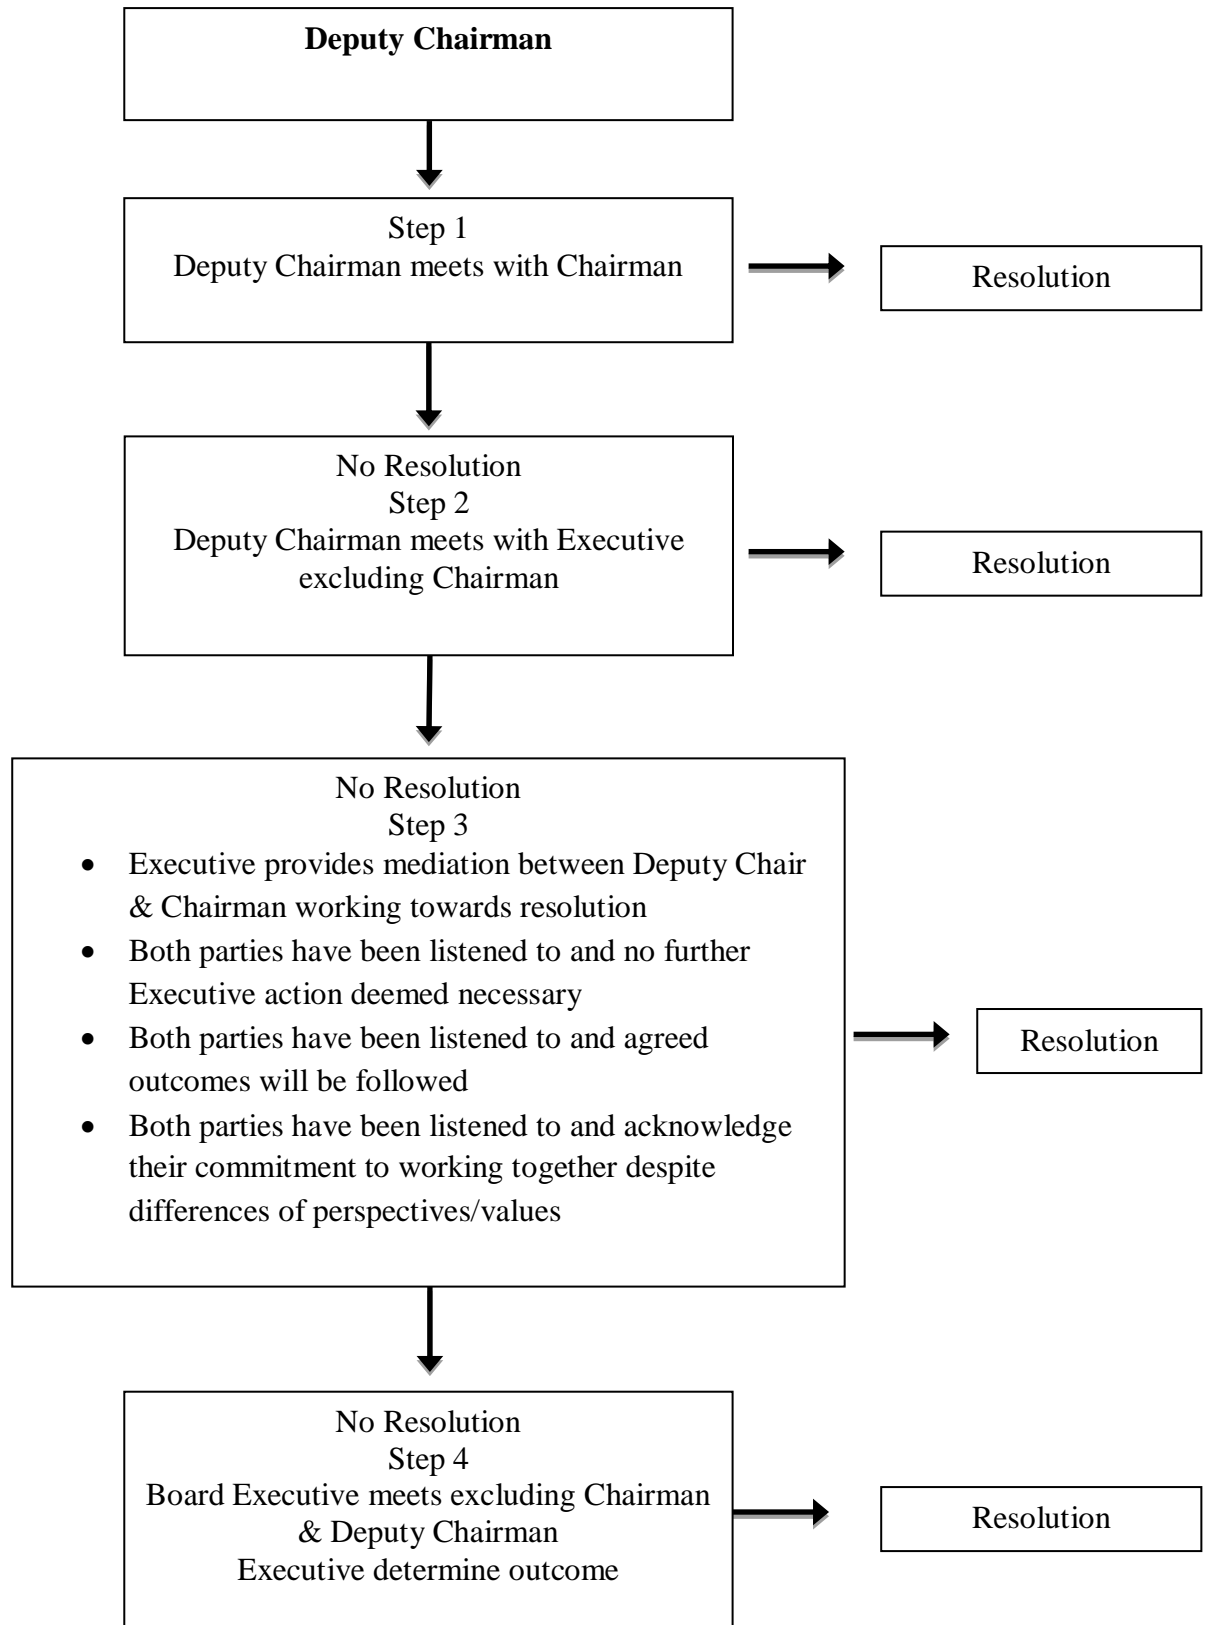 Deputy Chairman
Step 1
Deputy Chairman meets with Chairman
Resolution
No Resolution
Step 2
Deputy Chairman meets with Executive
excluding Chairman
Resolution
No Resolution
Step 3
• Executive provides mediation between Deputy Chair
& Chairman working towards resolution
• Both parties have been listened to and no further
Executive action deemed necessary
• Both parties have been listened to and agreed
outcomes will be followed
• Both parties have been listened to and acknowledge
their commitment to working together despite
differences of perspectives/values
Resolution
No Resolution
Step 4
Board Executive meets excluding Chairman
& Deputy Chairman
Executive determine outcome
Resolution